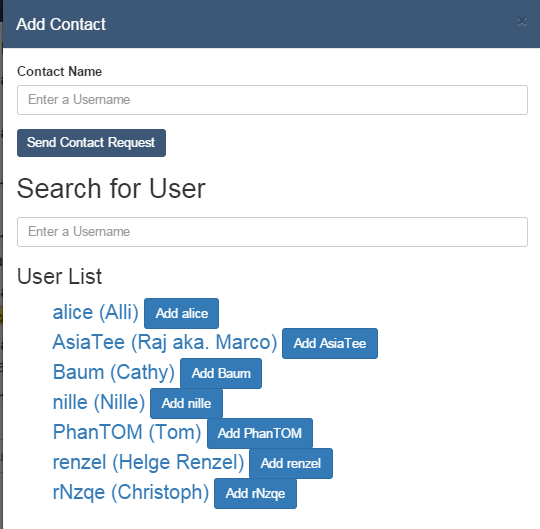 Add Contact ×
Contact Name
Enter a Username
Send Contact Request
Search for User
Enter a Username
User List
alice (Alli) Add alice
AsiaTee (Raj aka. Marco) Add AsiaTee
Baum (Cathy) Add Baum
nille (Nille) Add nille
PhanTOM (Tom) Add PhanTOM
renzel (Helge Renzel) Add renzel
rNzqe (Christoph) Add rNzqe